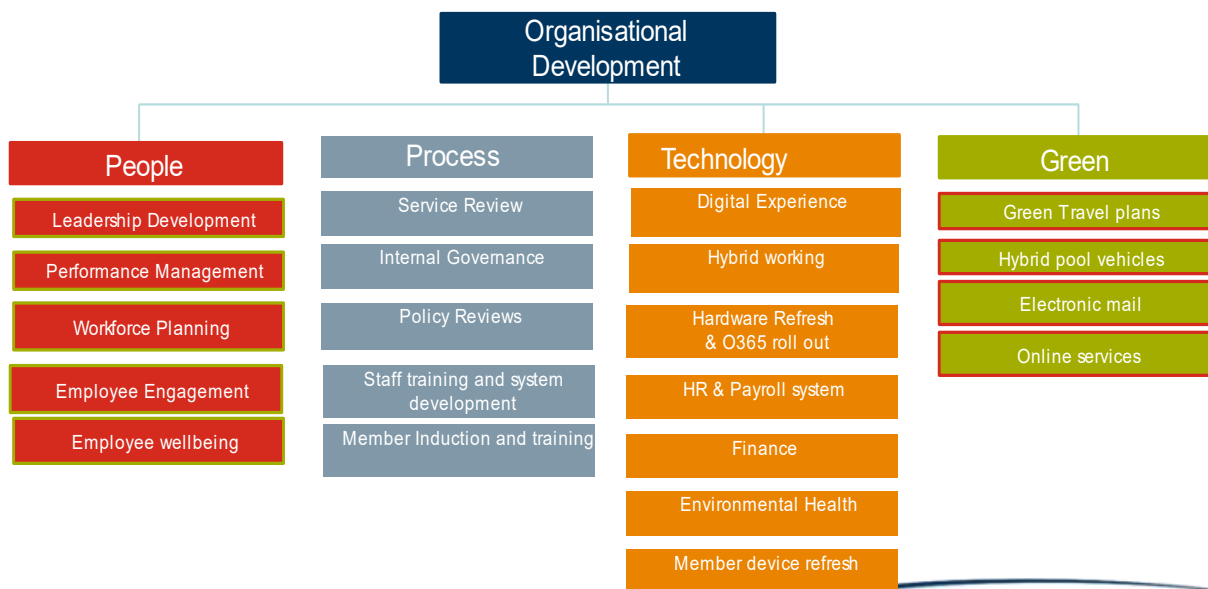 Organisational
Development
People
Leadership Development
Performance Management
Workforce Planning
Employee Engagement
Employee wellbeing
Process
Service Review
Internal Governance
Policy Reviews
Staff training and system
development
Member Induction and training
Technology
Digital Experience
Hybrid working
Hardware Refresh
& O365 roll out
HR & Payroll system
Finance
Environmental Health
Member device refresh
Green
Green Travel plans
Hybrid pool vehicles
Electronic mail
Online services